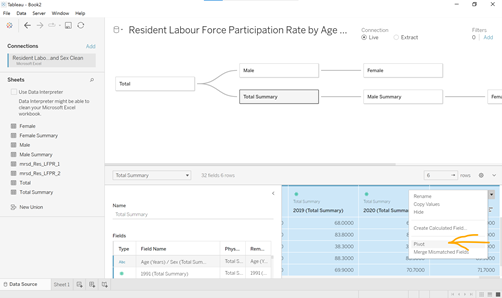 Tableau - Book2
File Data Server Window Help
Connections Add
Resident Labo...and Sex Clean
Microsoft Excel
Sheets
Use Data Interpreter
Data Interpreter might be able to
clean your Microsoft Excel
workbook.
Female
Female Summary
Male
Male Summary
mrsd_Res_LFPR_1
mrsd_Res_LFPR_2
Total
Total Summary
New Union
Resident Labour Force Participation Rate by Age ...
Connection
Live Extract
Filters
0 Add
Total
Male
Female
Total Summary
Male Summary
Total Summary
32 fields 6 rows
6 rows
Name
Total Summary
Fields
Type Field Name Phys... Rem...
Age (Years) / Sex (Total Sum... Total S... Age (Y...
1991 (Total Summary) Total S... 1991
Total Summary
2019 (Total Summary)
68.0000
83.8000
38.3000
88.3000
69.9000
Total Summary
2020 (Total Summary)
70.7000
71.7000
Rename
Copy Values
Hide
Create Calculated Field...
Pivot
Merge Mismatched Fields
Data Source Sheet 1